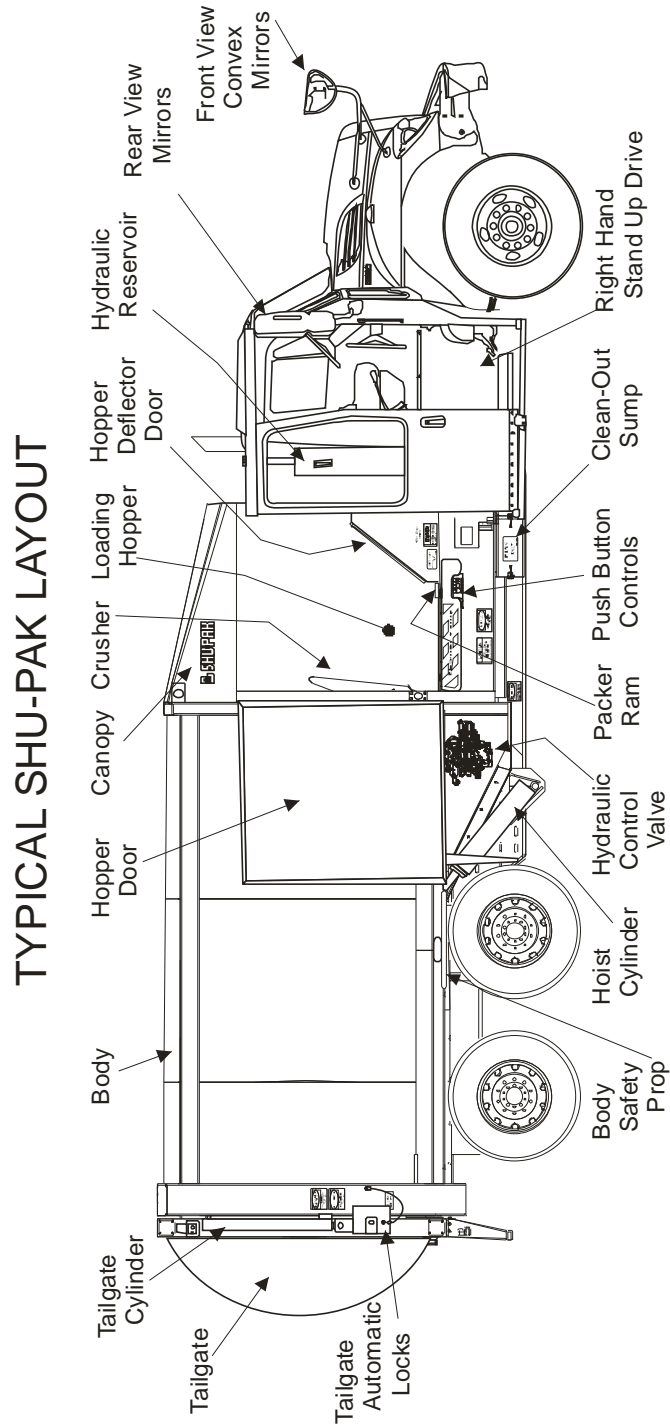 TYPICAL SHU-PAK LAYOUT
Tailgate
Tailgate
Cylinder
Body
Hopper
Door
Canopy
Crusher
Loading
Hopper
Hopper
Deflector
Door
Hydraulic
Reservoir
Rear View
Mirrors
Front View
Convex
Mirrors
SHU-PAK
Tailgate
Automatic
Locks
Body
Safety
Prop
Hoist
Cylinder
Hydraulic
Control
Valve
Packer
Ram
Push Button
Controls
Clean-Out
Sump
Right Hand
Stand Up Drive